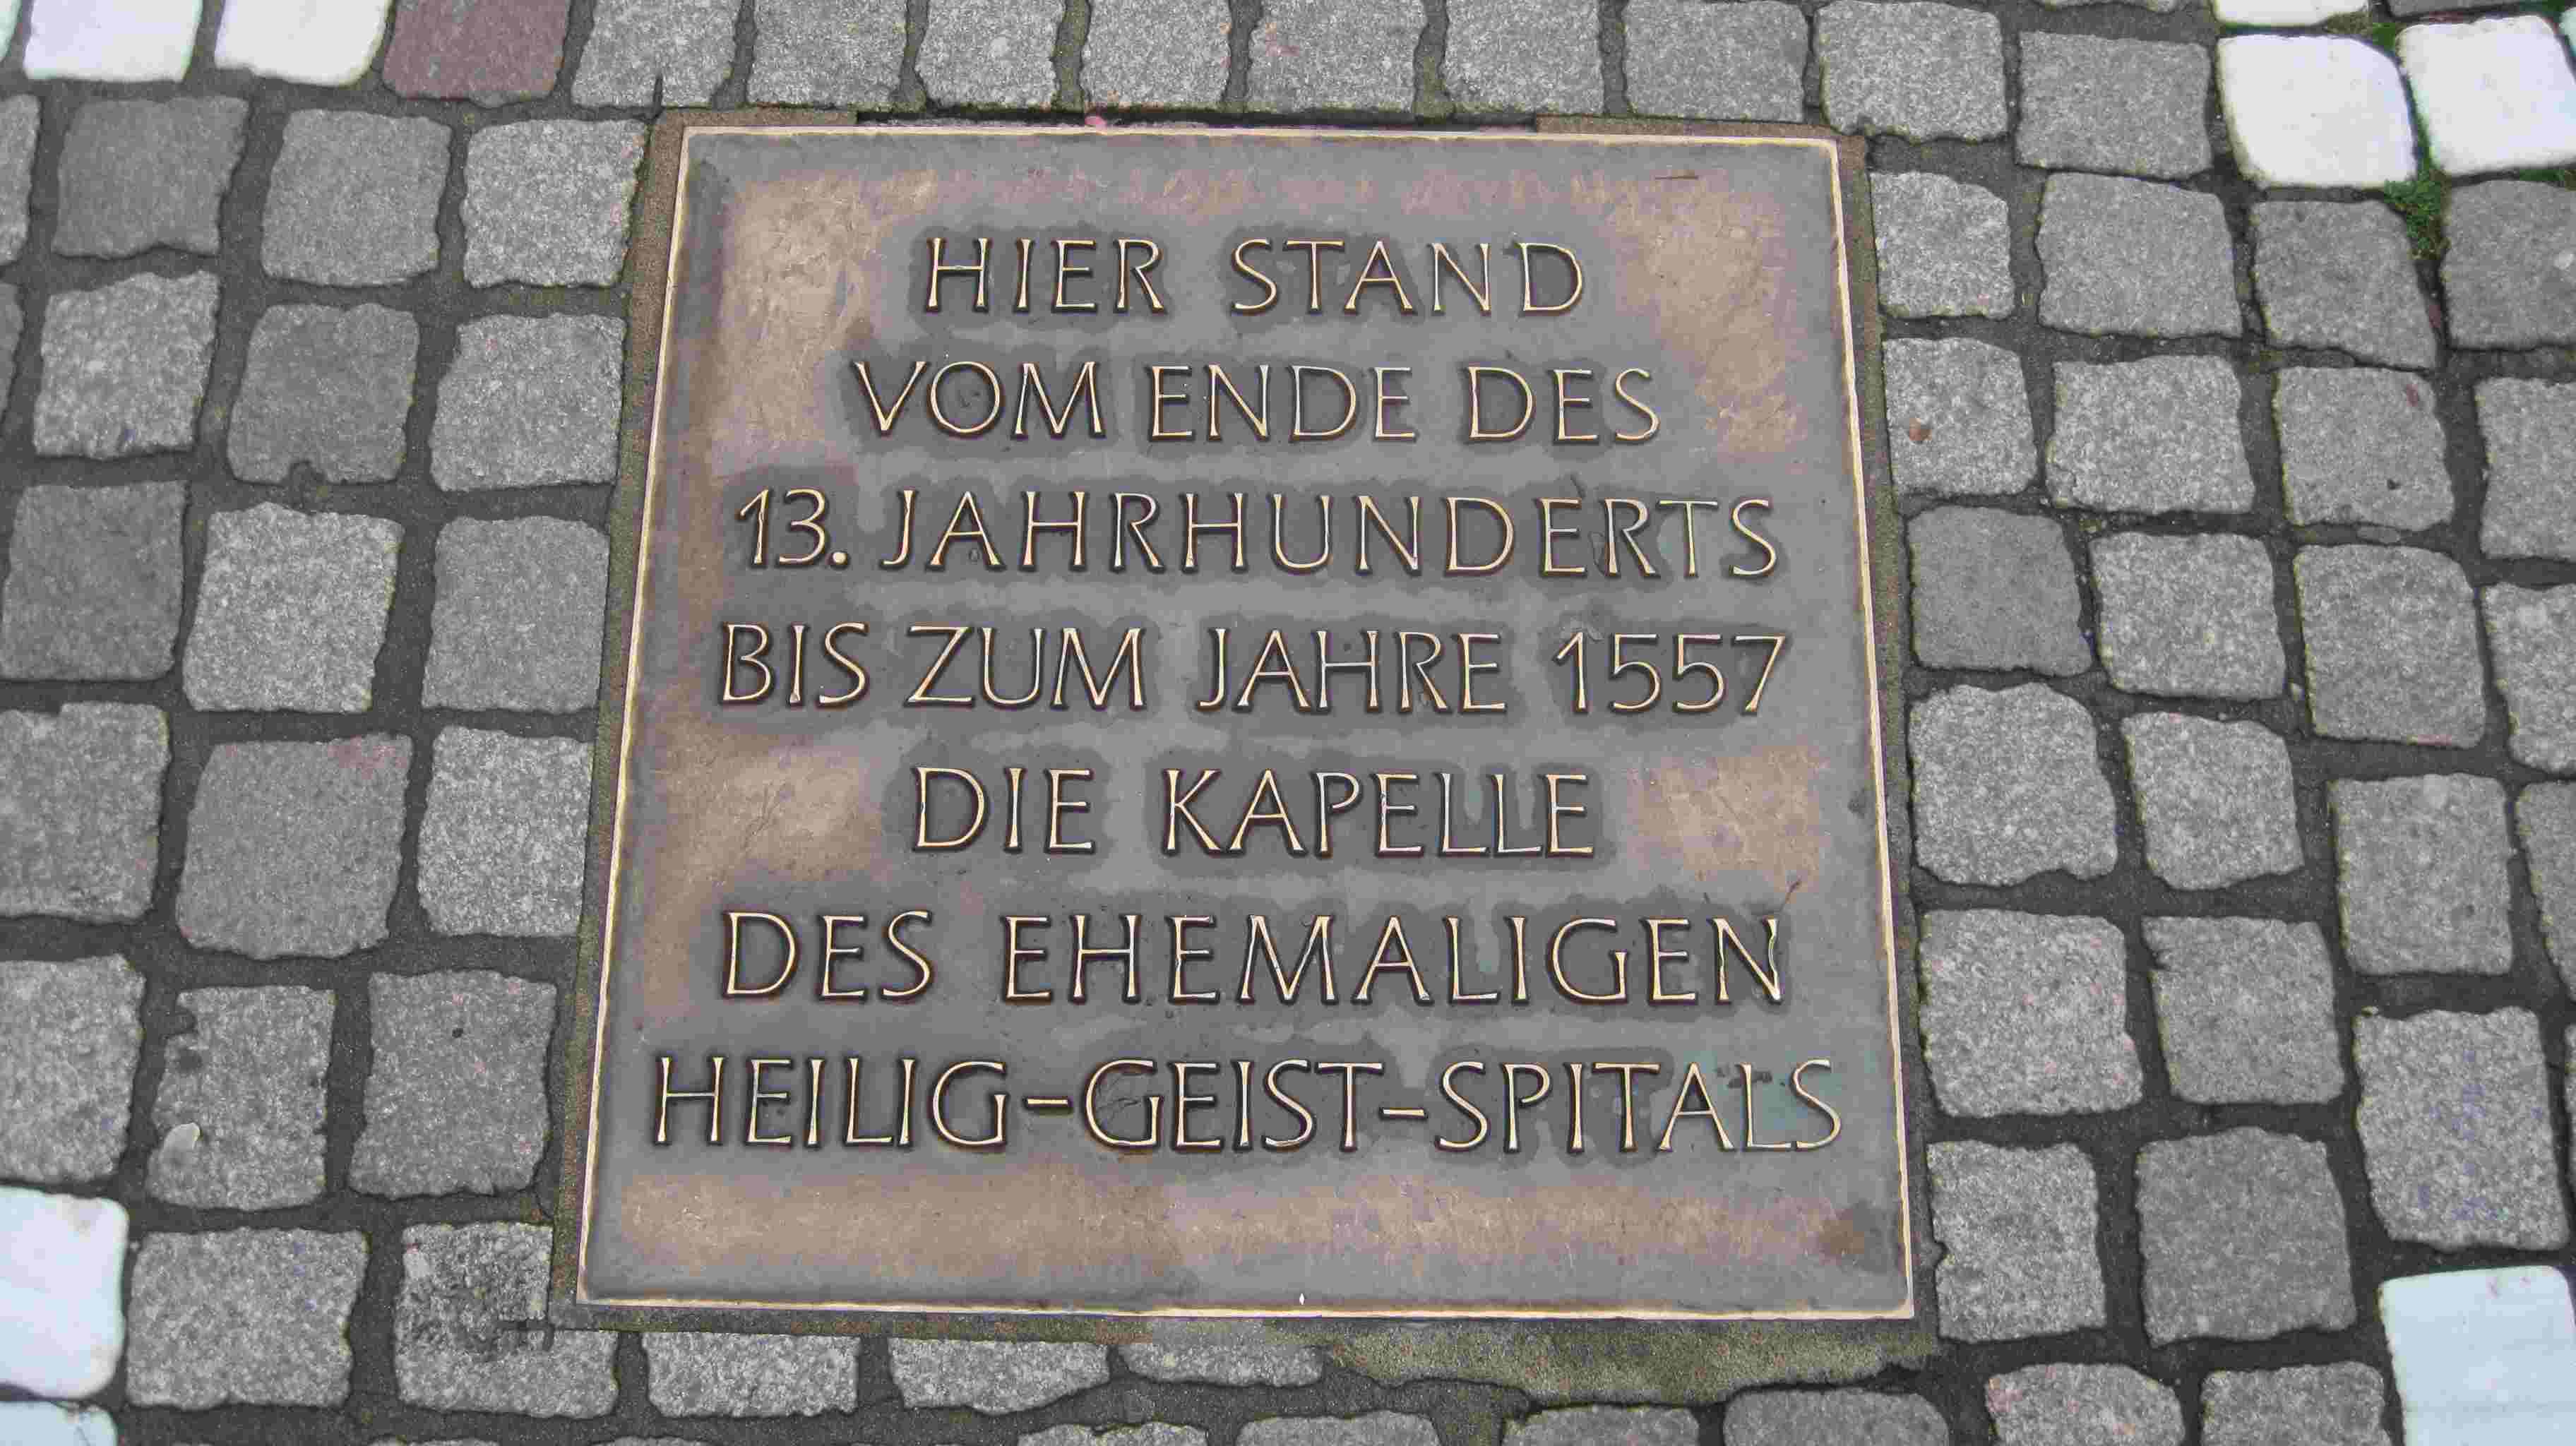 HIER STAND
VOM ENDE DES
13. JAHRHUNDERTS
BIS ZUM JAHRE 1557
DIE KAPELLE
DES EHEMALIGEN
HEILIG-GEIST-SPITALS